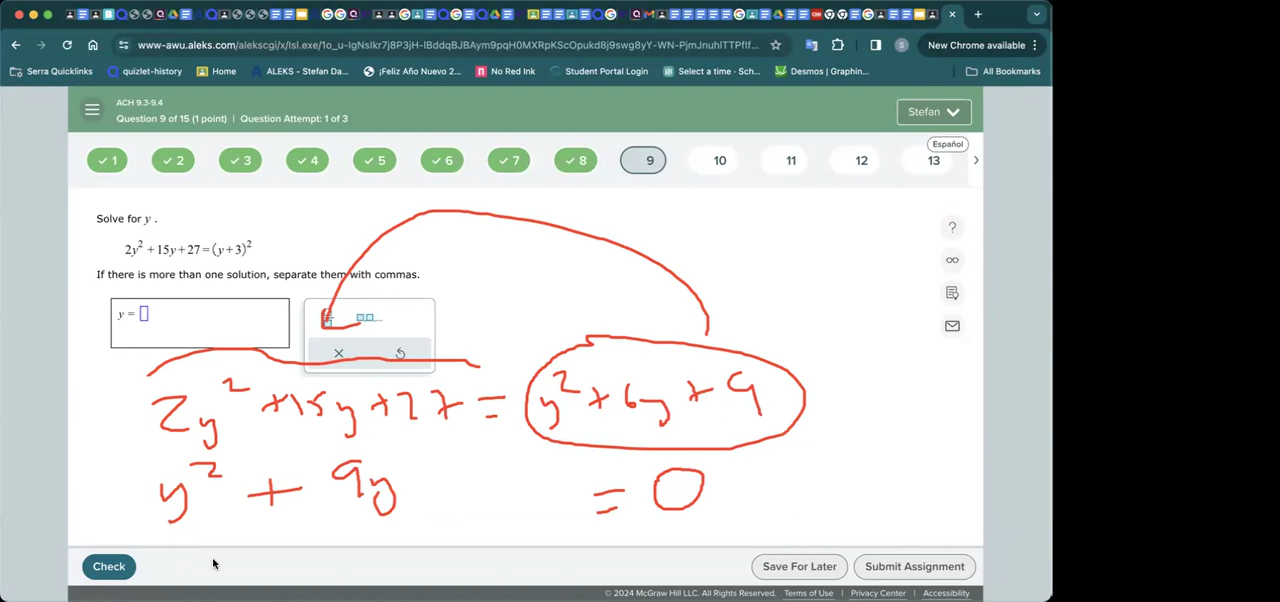 www-awu.aleks.com/alekscgi/x/Isl.exe/1o_u-IgNslkr7j8P3jH-lBddqBJBAym9pqH0MXRpKScOpukd8j9swg8yY-WN-PjmJnuhlTTPflf...
New Chrome available
Serra Quicklinks
quizlet-history
Home
ALEKS - Stefan Da...
¡Feliz Año Nuevo 2...
No Red Ink
Student Portal Login
Select a time · Sch...
Desmos | Graphin...
All Bookmarks
ACH 9.3-9.4
Question 9 of 15 (1 point) | Question Attempt: 1 of 3
Stefan
Español
✓ 1 ✓ 2 ✓ 3 ✓ 4 ✓ 5 ✓ 6 ✓ 7 ✓ 8 9 10 11 12 13
Solve for y .
2y² + 15y + 27 = (y + 3)²
If there is more than one solution, separate them with commas.
y =
2y² + 15y + 27 = y² + 6y + 9
y² + 9y = 0
Check
Save For Later
Submit Assignment
© 2024 McGraw Hill LLC. All Rights Reserved. Terms of Use | Privacy Center | Accessibility